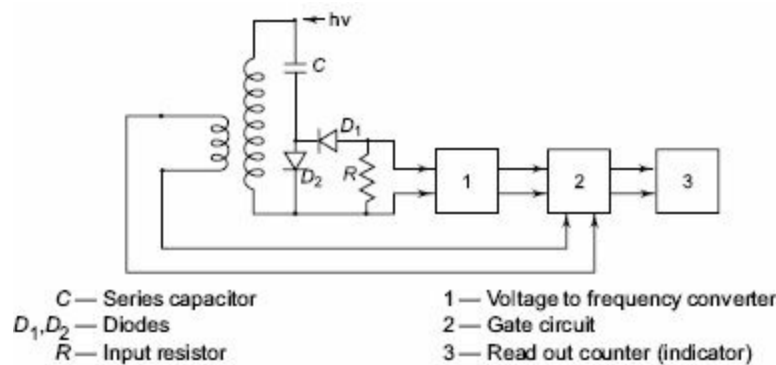 hv
C
D1
D2
R
1
2
3
C — Series capacitor
D1,D2 — Diodes
R — Input resistor
1 — Voltage to frequency converter
2 — Gate circuit
3 — Read out counter (indicator)